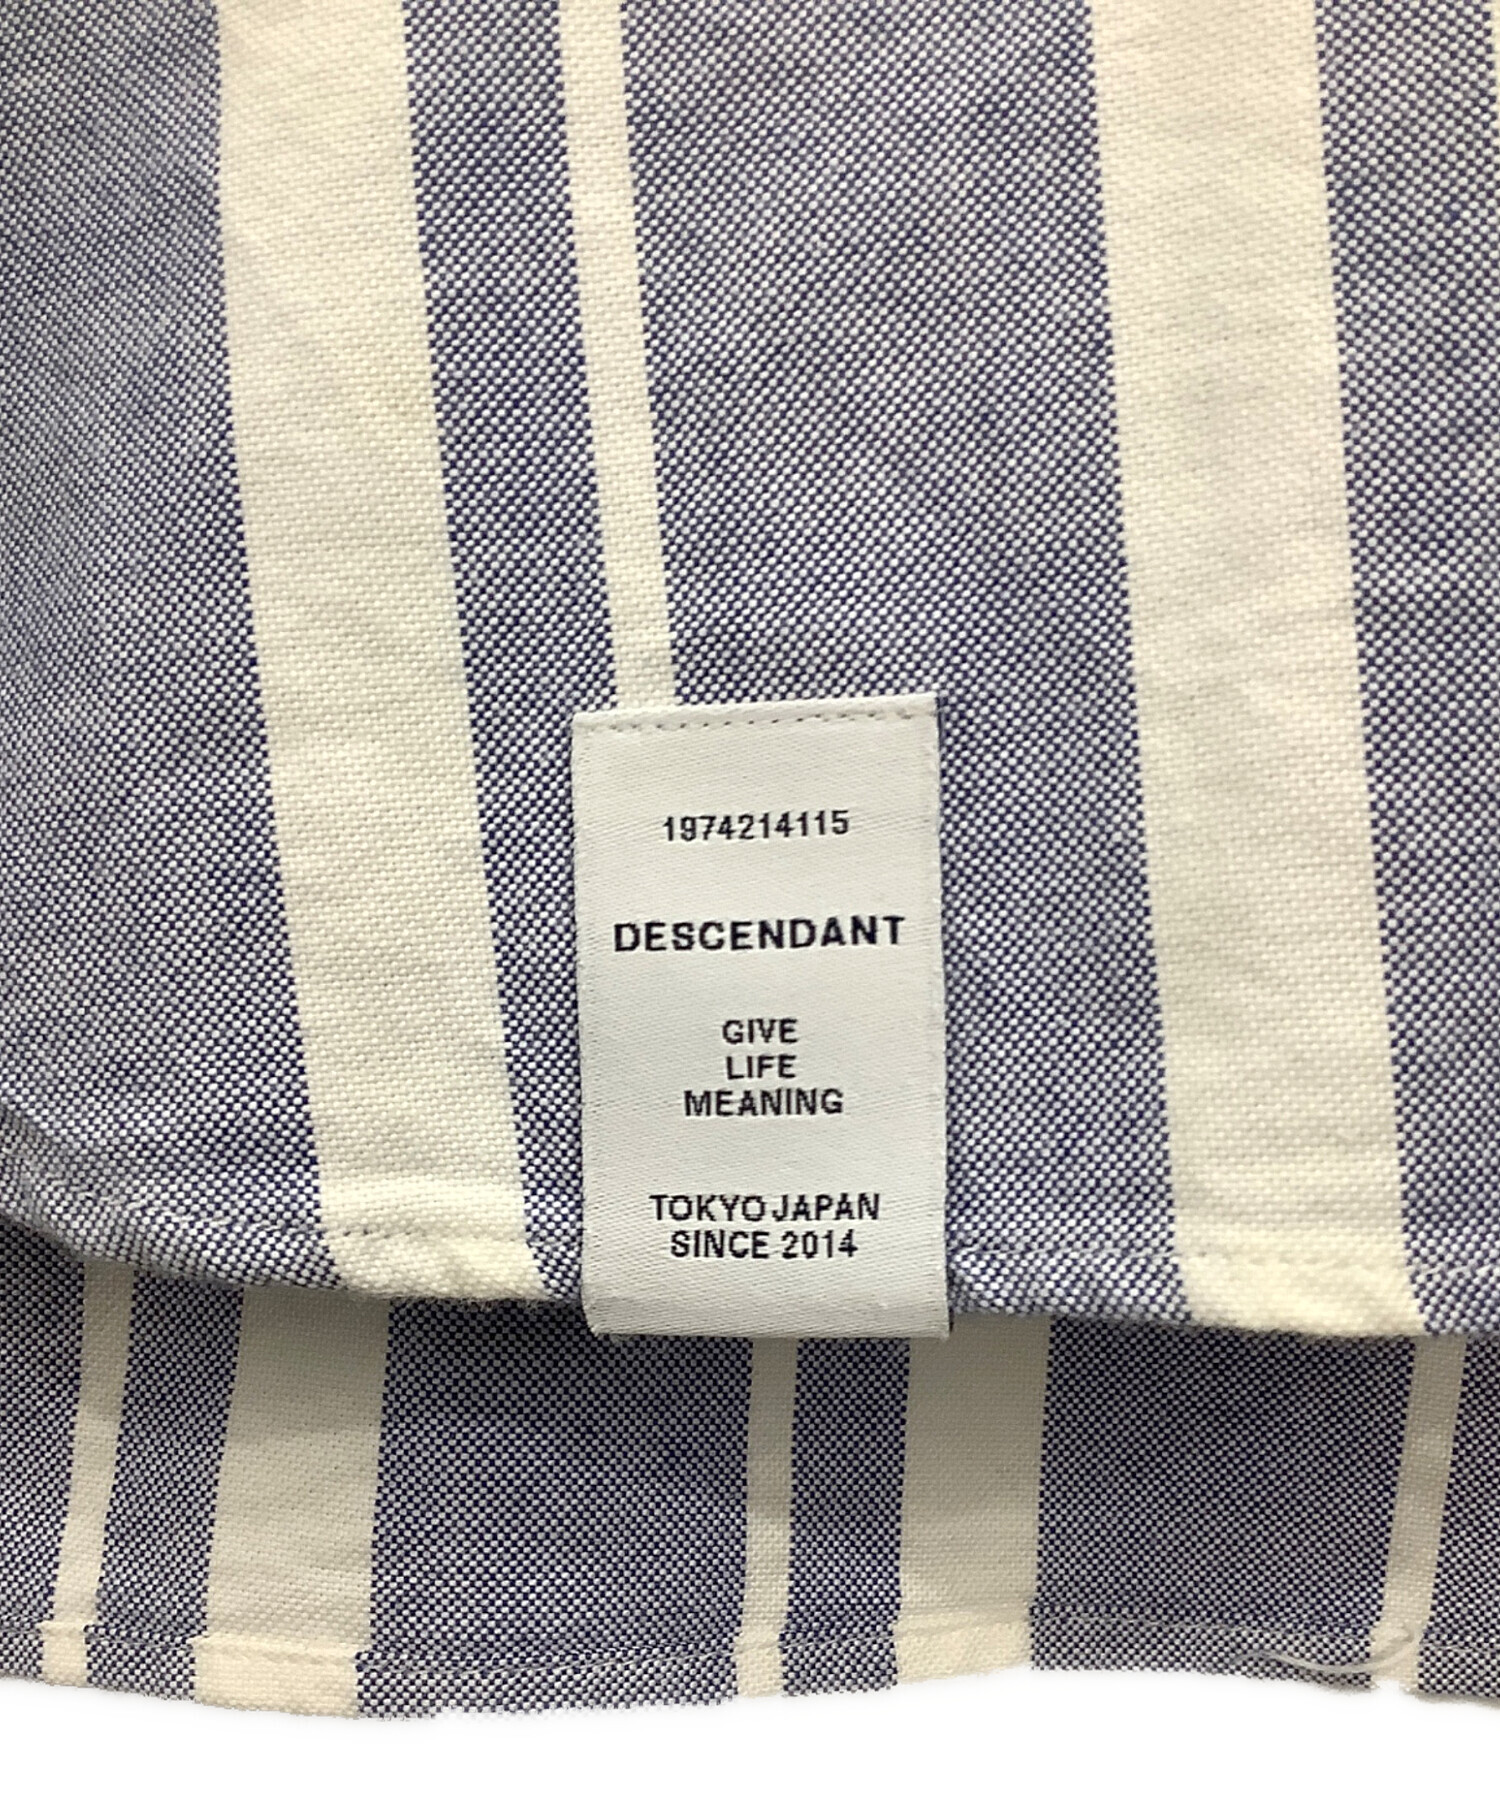 1974214115
DESCENDANT
GIVE
LIFE
MEANING
TOKYO JAPAN
SINCE 2014